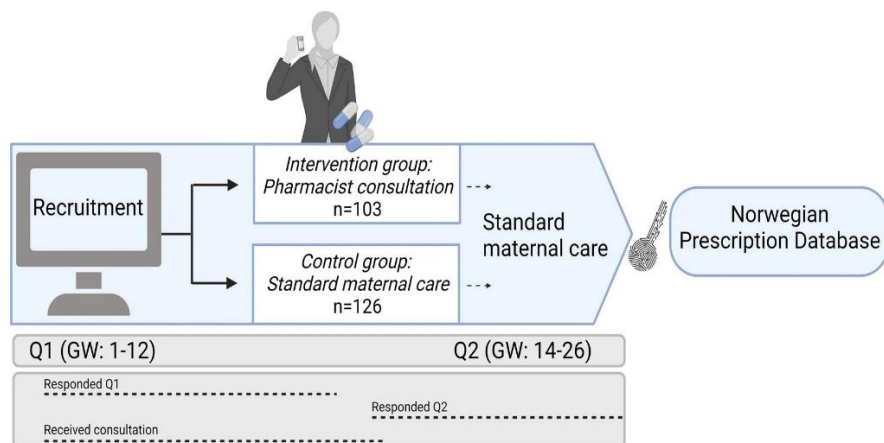 Recruitment
Intervention group:
Pharmacist consultation
n=103
Control group:
Standard maternal care
n=126
Standard
maternal care
Norwegian
Prescription Database
Q1 (GW: 1-12)
Q2 (GW: 14-26)
Responded Q1
Responded Q2
Received consultation